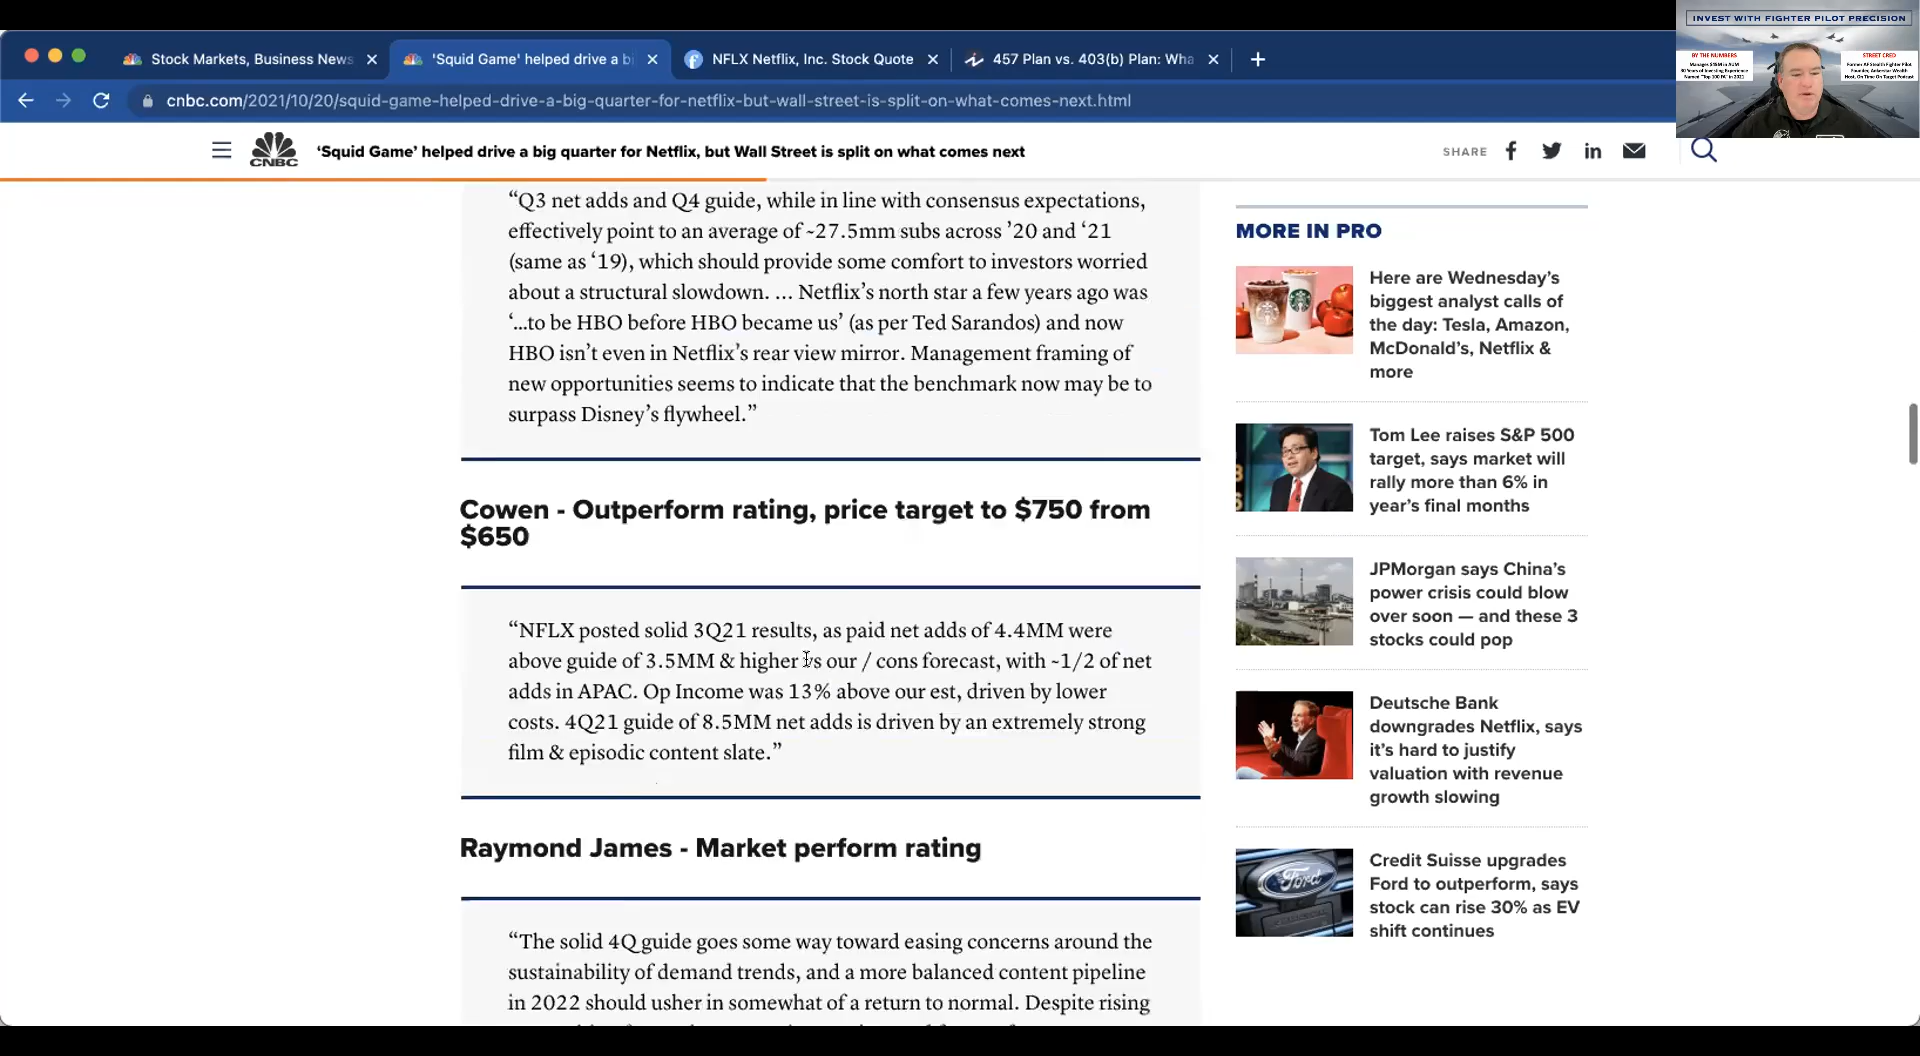 INVEST WITH FIGHTER PILOT PRECISION
BY THE NUMBERS
STREET CRED
Stock Markets, Business News
'Squid Game' helped drive a bi
NFLX Netflix, Inc. Stock Quote
457 Plan vs. 403(b) Plan: Wha
cnbc.com/2021/10/20/squid-game-helped-drive-a-big-quarter-for-netflix-but-wall-street-is-split-on-what-comes-next.html
CNBC
‘Squid Game’ helped drive a big quarter for Netflix, but Wall Street is split on what comes next
SHARE
“Q3 net adds and Q4 guide, while in line with consensus expectations,
effectively point to an average of ~27.5mm subs across ’20 and ‘21
(same as ‘19), which should provide some comfort to investors worried
about a structural slowdown. ... Netflix’s north star a few years ago was
‘...to be HBO before HBO became us’ (as per Ted Sarandos) and now
HBO isn’t even in Netflix’s rear view mirror. Management framing of
new opportunities seems to indicate that the benchmark now may be to
surpass Disney’s flywheel.”
Cowen - Outperform rating, price target to $750 from
$650
“NFLX posted solid 3Q21 results, as paid net adds of 4.4MM were
above guide of 3.5MM & higher vs our / cons forecast, with ~1/2 of net
adds in APAC. Op Income was 13% above our est, driven by lower
costs. 4Q21 guide of 8.5MM net adds is driven by an extremely strong
film & episodic content slate.”
Raymond James - Market perform rating
“The solid 4Q guide goes some way toward easing concerns around the
sustainability of demand trends, and a more balanced content pipeline
in 2022 should usher in somewhat of a return to normal. Despite rising
MORE IN PRO
Here are Wednesday’s
biggest analyst calls of
the day: Tesla, Amazon,
McDonald’s, Netflix &
more
Tom Lee raises S&P 500
target, says market will
rally more than 6% in
year’s final months
JPMorgan says China’s
power crisis could blow
over soon — and these 3
stocks could pop
Deutsche Bank
downgrades Netflix, says
it’s hard to justify
valuation with revenue
growth slowing
Credit Suisse upgrades
Ford to outperform, says
stock can rise 30% as EV
shift continues
Ford